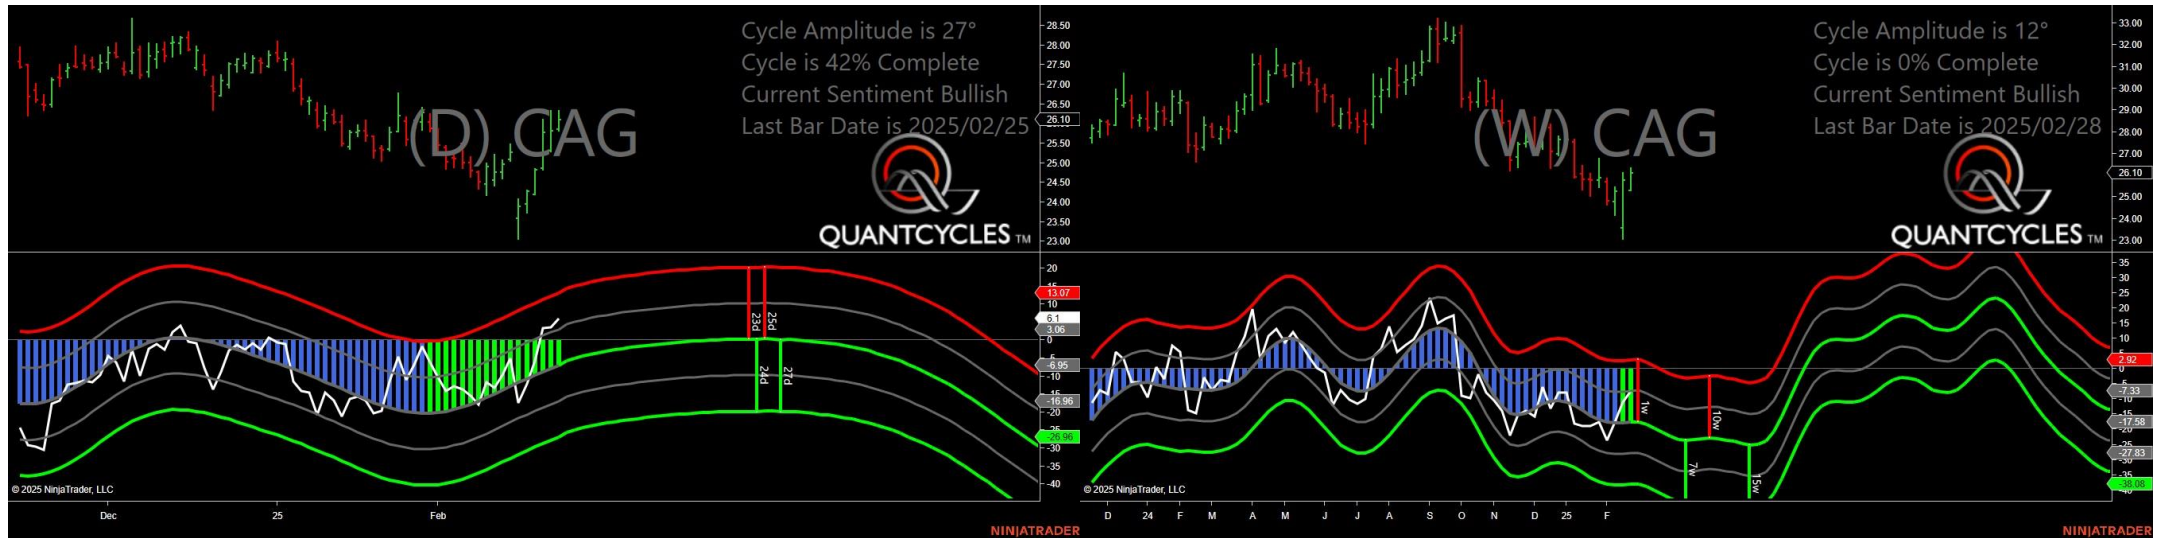 Cycle Amplitude is 27°
Cycle is 42% Complete
Current Sentiment Bullish
Last Bar Date is 2025/02/25
(D) CAG
QUANTCYCLES TM
28.50
28.00
27.50
27.00
26.50
26.10
25.50
25.00
24.50
24.00
23.50
23.00
20
13.07
10
6.1
3.06
0
-6.95
-10
-16.96
-20
-26.96
-30
-35
-40
23d
25d
24d
27d
© 2025 NinjaTrader, LLC
Dec
25
Feb
NINJATRADER
Cycle Amplitude is 12°
Cycle is 0% Complete
Current Sentiment Bullish
Last Bar Date is 2025/02/28
(W) CAG
QUANTCYCLES TM
33.00
32.00
31.00
30.00
29.00
28.00
27.00
26.10
25.00
24.00
23.00
35
30
25
20
15
10
2.92
0
-7.33
-17.58
-27.83
-38.08
1w
10w
7w
15w
© 2025 NinjaTrader, LLC
D
24
F
M
A
M
J
J
A
S
O
N
D
25
F
NINJATRADER